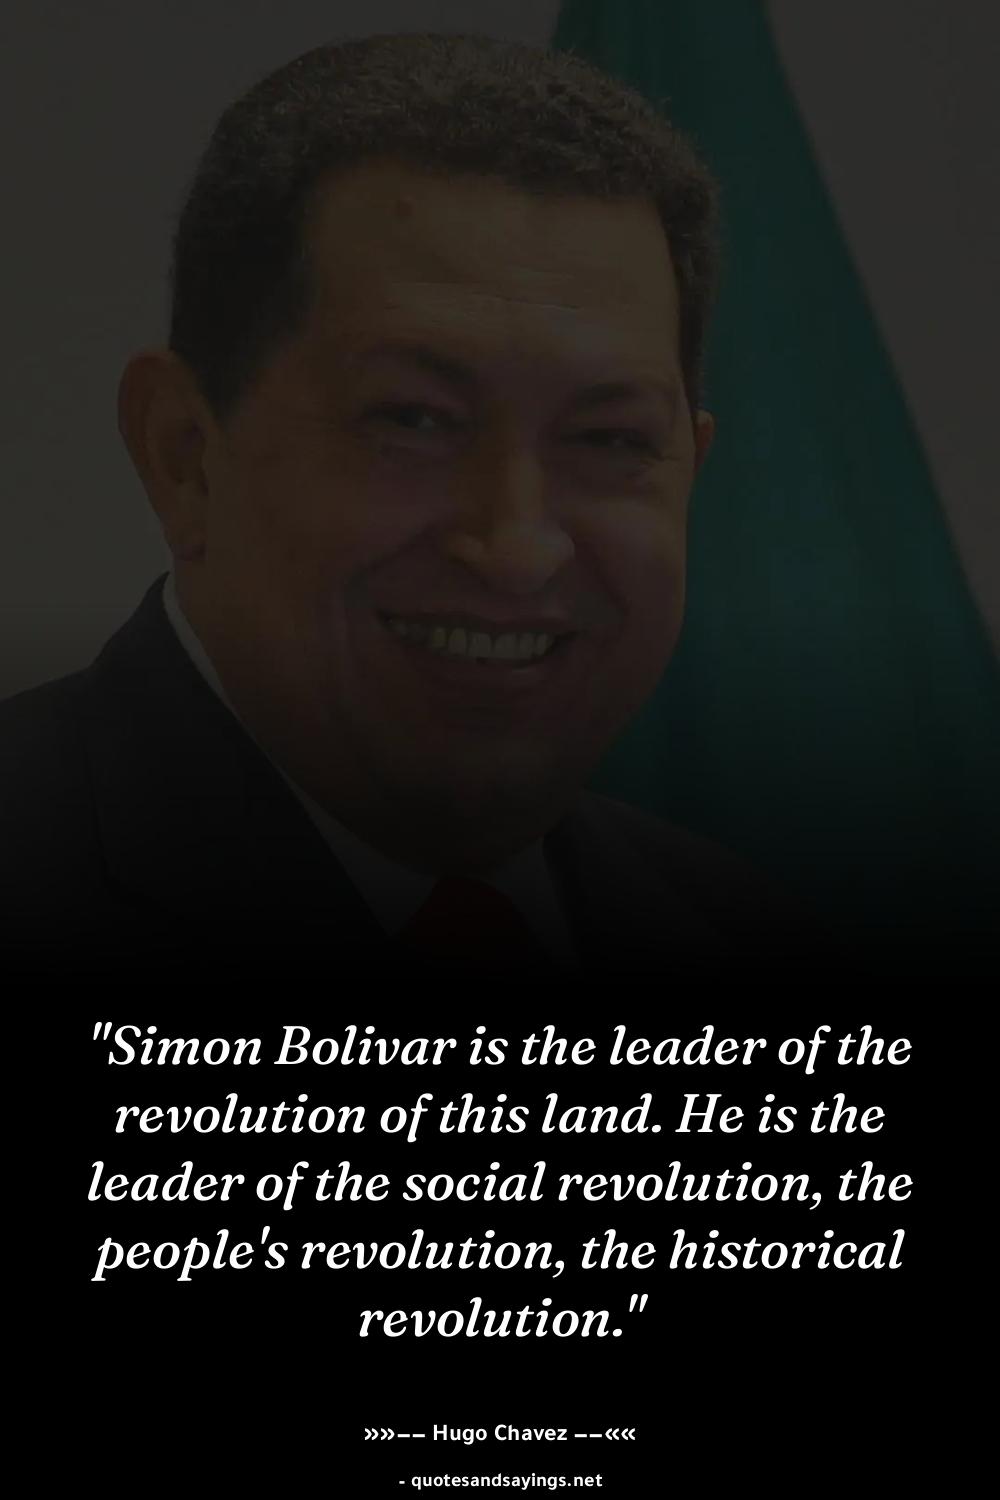 "Simon Bolivar is the leader of the
revolution of this land. He is the
leader of the social revolution, the
people's revolution, the historical
revolution."
»»−− Hugo Chavez −−««
- quotesandsayings.net